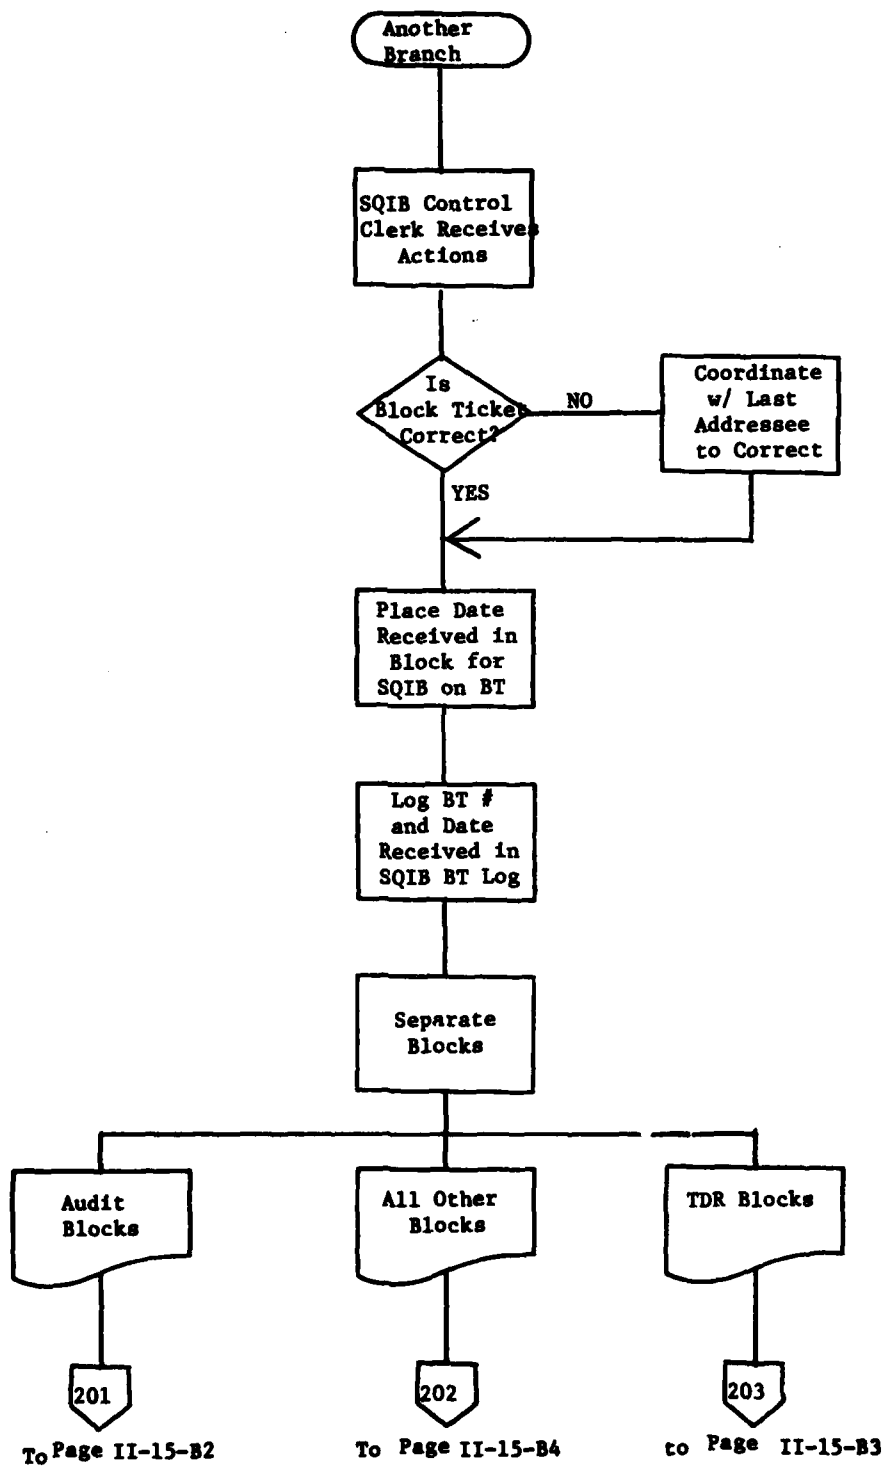 Another
Branch
SQIB Control
Clerk Receives
Actions
Is
Block Ticket
Correct?
NO
Coordinate
w/ Last
Addressee
to Correct
YES
Place Date
Received in
Block for
SQIB on BT
Log BT #
and Date
Received in
SQIB BT Log
Separate
Blocks
Audit
Blocks
All Other
Blocks
TDR Blocks
201
202
203
To Page II-15-B2
To Page II-15-B4
to Page II-15-B3